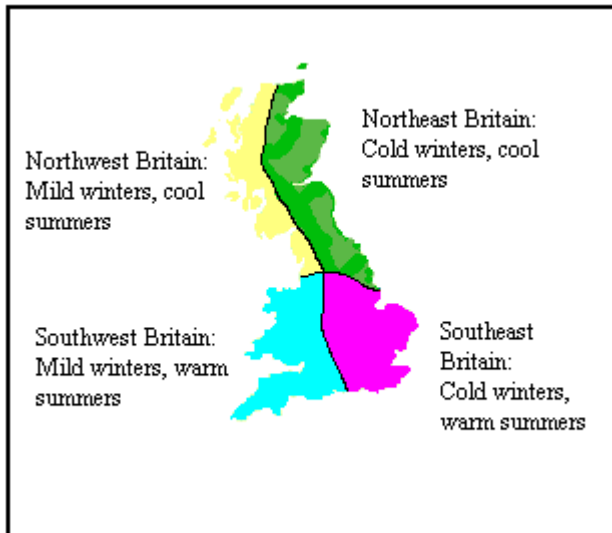 Northeast Britain:
Cold winters, cool
summers
Northwest Britain:
Mild winters, cool
summers
Southwest Britain:
Mild winters, warm
summers
Southeast
Britain:
Cold winters,
warm summers